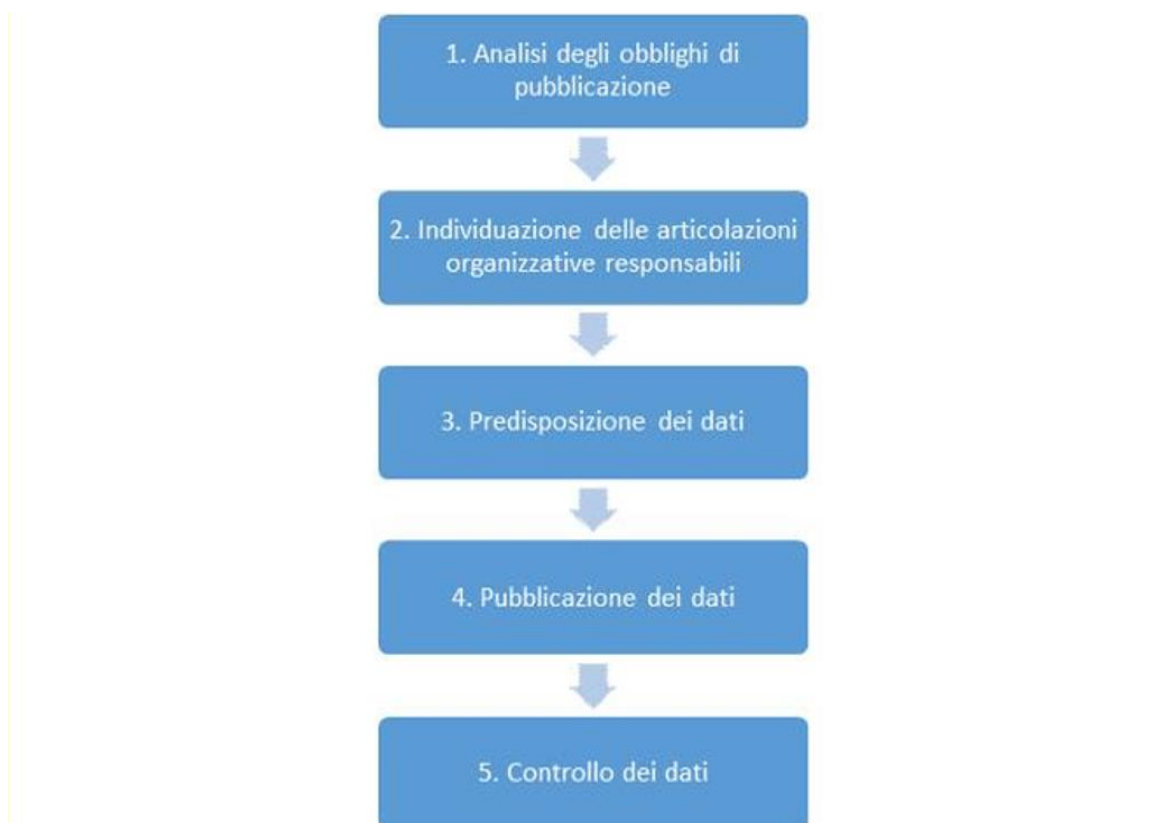 1. Analisi degli obblighi di
pubblicazione
2. Individuazione delle articolazioni
organizzative responsabili
3. Predisposizione dei dati
4. Pubblicazione dei dati
5. Controllo dei dati